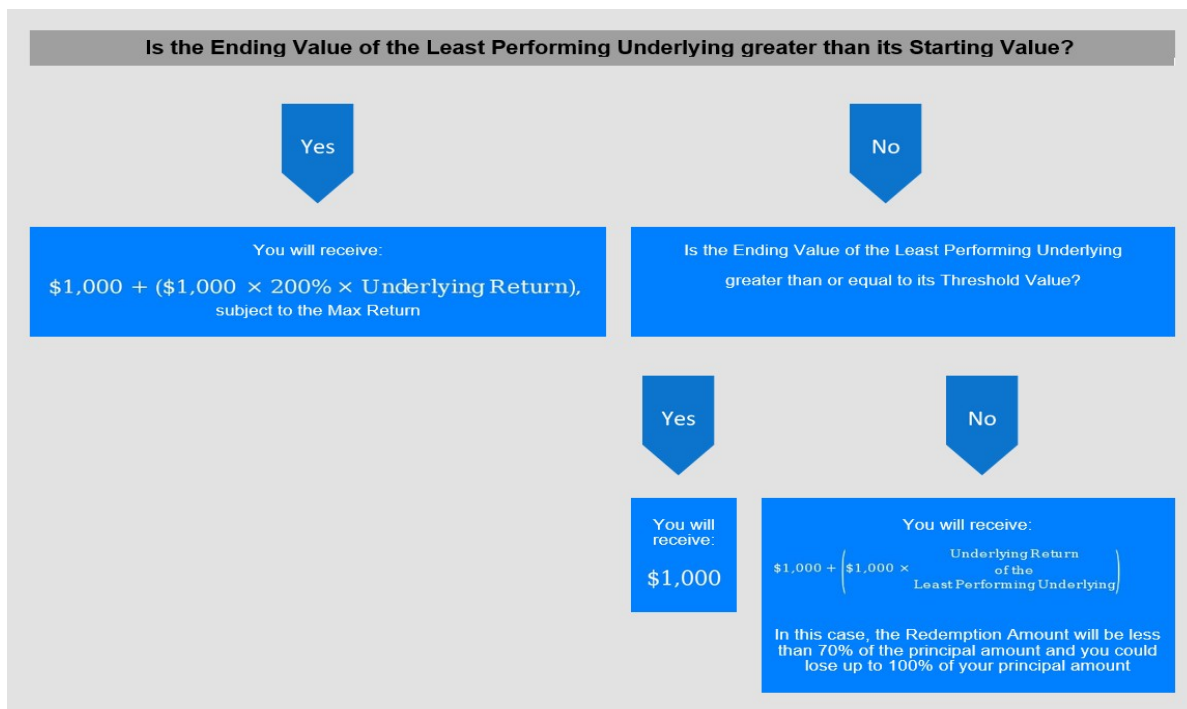 Is the Ending Value of the Least Performing Underlying greater than its Starting Value?
Yes
No
You will receive:
$1,000 + ($1,000 × 200% × Underlying Return),
subject to the Max Return
Is the Ending Value of the Least Performing Underlying
greater than or equal to its Threshold Value?
Yes
No
You will
receive:
$1,000
You will receive:
$1,000 + ($1,000 × Underlying Return
of the
Least Performing Underlying)
In this case, the Redemption Amount will be less
than 70% of the principal amount and you could
lose up to 100% of your principal amount